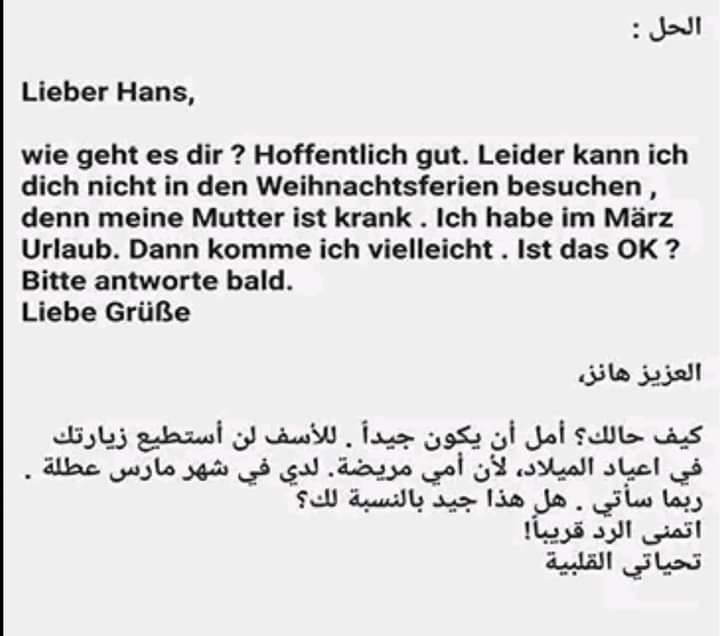 الحل :
Lieber Hans,
wie geht es dir ? Hoffentlich gut. Leider kann ich
dich nicht in den Weihnachtsferien besuchen ,
denn meine Mutter ist krank . Ich habe im März
Urlaub. Dann komme ich vielleicht . Ist das OK ?
Bitte antworte bald.
Liebe Grüße
العزيز هانز،
كيف حالك؟ أمل أن يكون جيداً . للأسف لن أستطيع زيارتك
في اعياد الميلاد، لأن أمي مريضة. لدي في شهر مارس عطلة .
ربما سأتي . هل هذا جيد بالنسبة لك؟
اتمنى الرد قريباً!
تحياتي القلبية